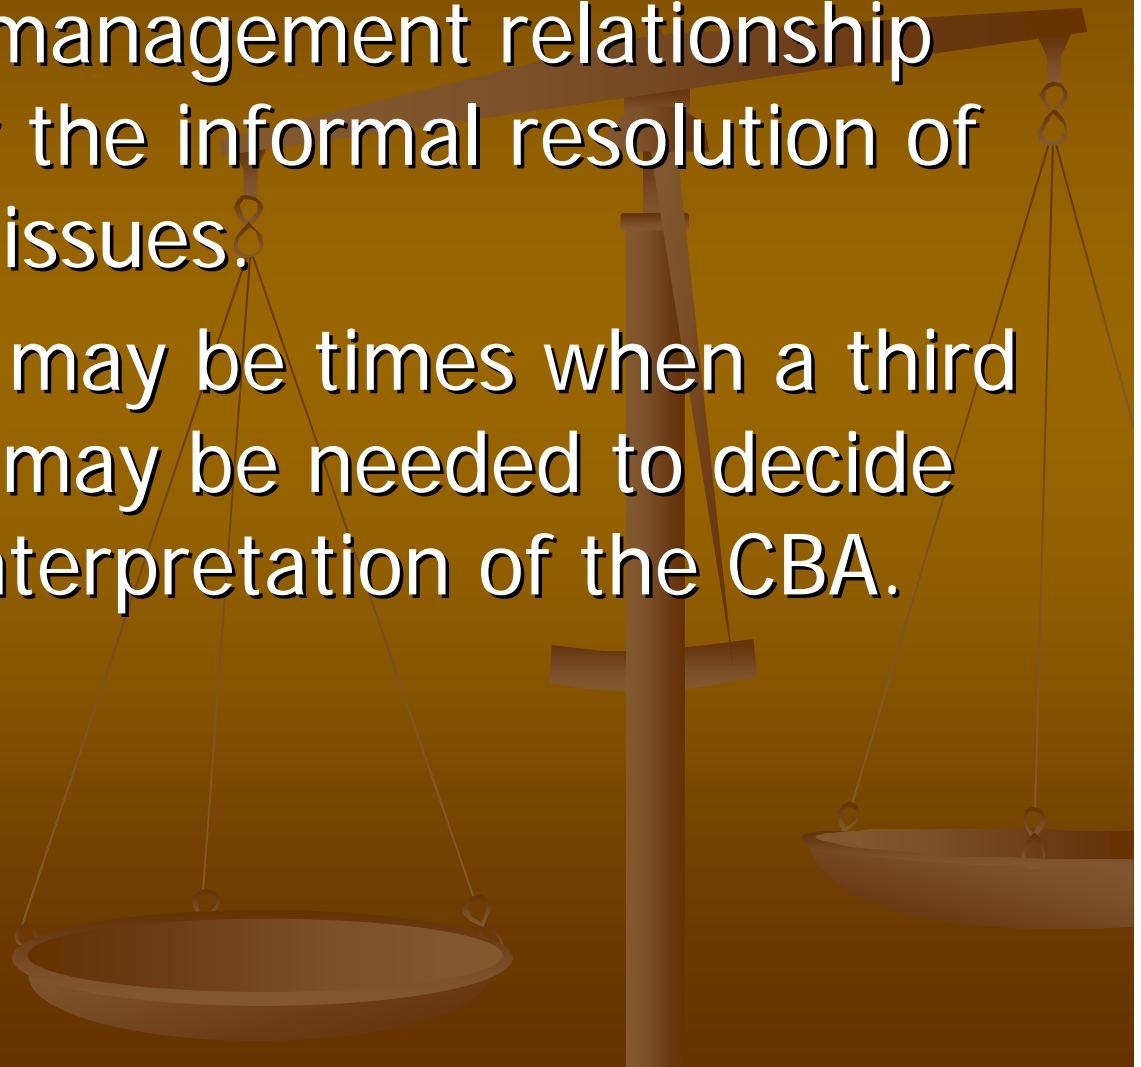 management relationship
the informal resolution of
issues.
may be times when a third
may be needed to decide
nterpretation of the CBA.